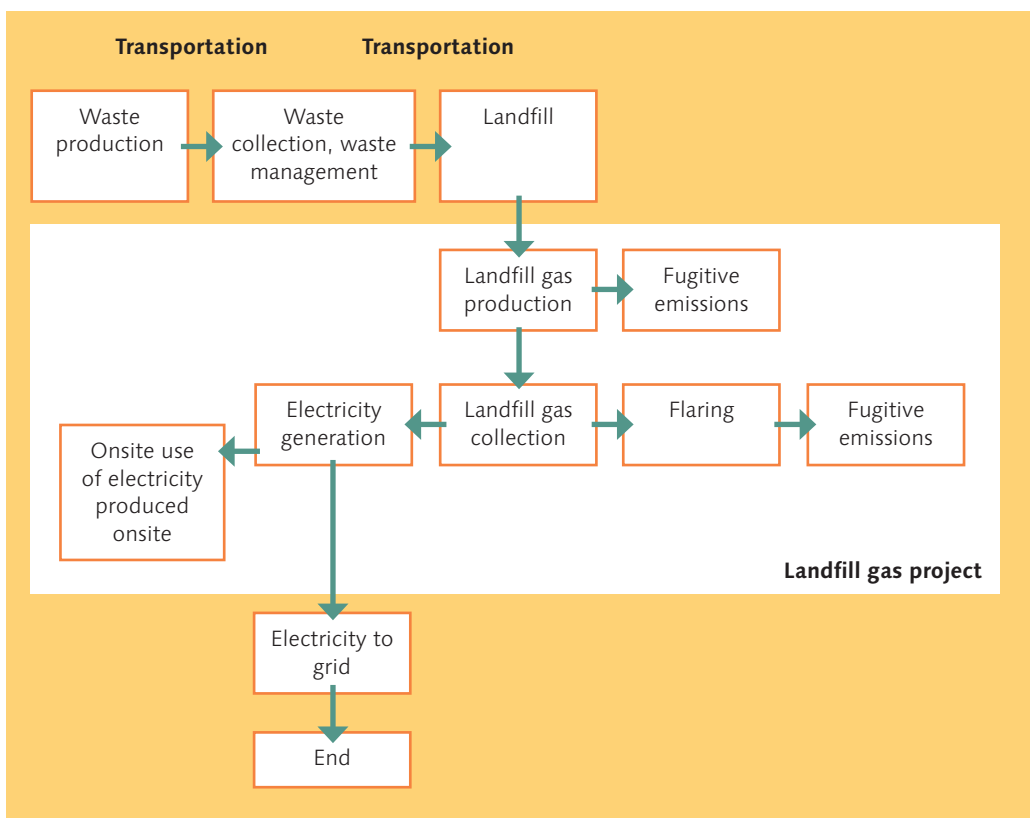 Transportation
Transportation
Waste
production
Waste
collection, waste
management
Landfill
Landfill gas
production
Fugitive
emissions
Electricity
generation
Landfill gas
collection
Flaring
Fugitive
emissions
Onsite use
of electricity
produced
onsite
Landfill gas project
Electricity to
grid
End